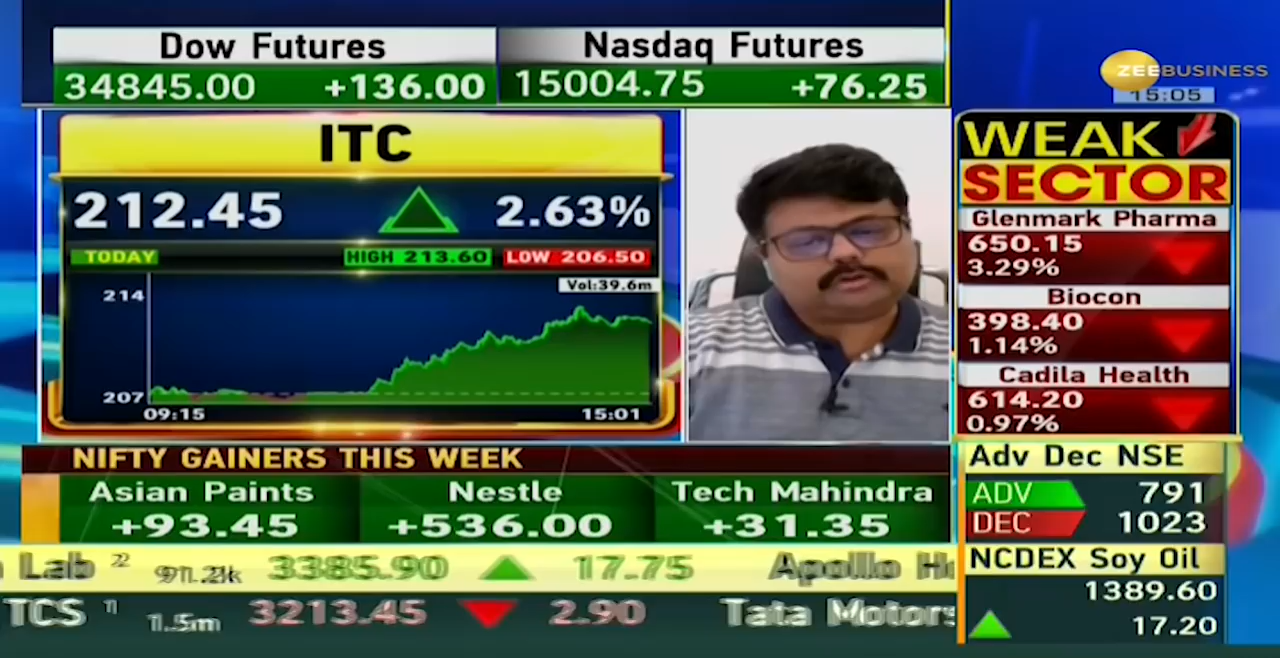 Dow Futures
34845.00 +136.00
Nasdaq Futures
15004.75 +76.25
ZEEBUSINESS
15:05
ITC
212.45 2.63%
TODAY HIGH 213.60 LOW 206.50
Vol:39.6m
214
207
09:15 15:01
WEAK
SECTOR
Glenmark Pharma
650.15
3.29%
Biocon
398.40
1.14%
Cadila Health
614.20
0.97%
NIFTY GAINERS THIS WEEK
Asian Paints
+93.45
Nestle
+536.00
Tech Mahindra
+31.35
Adv Dec NSE
ADV 791
DEC 1023
NCDEX Soy Oil
1389.60
17.20
Lab 3385.90 17.75 Apollo
TCS 1.5m 3213.45 2.90 Tata Motors